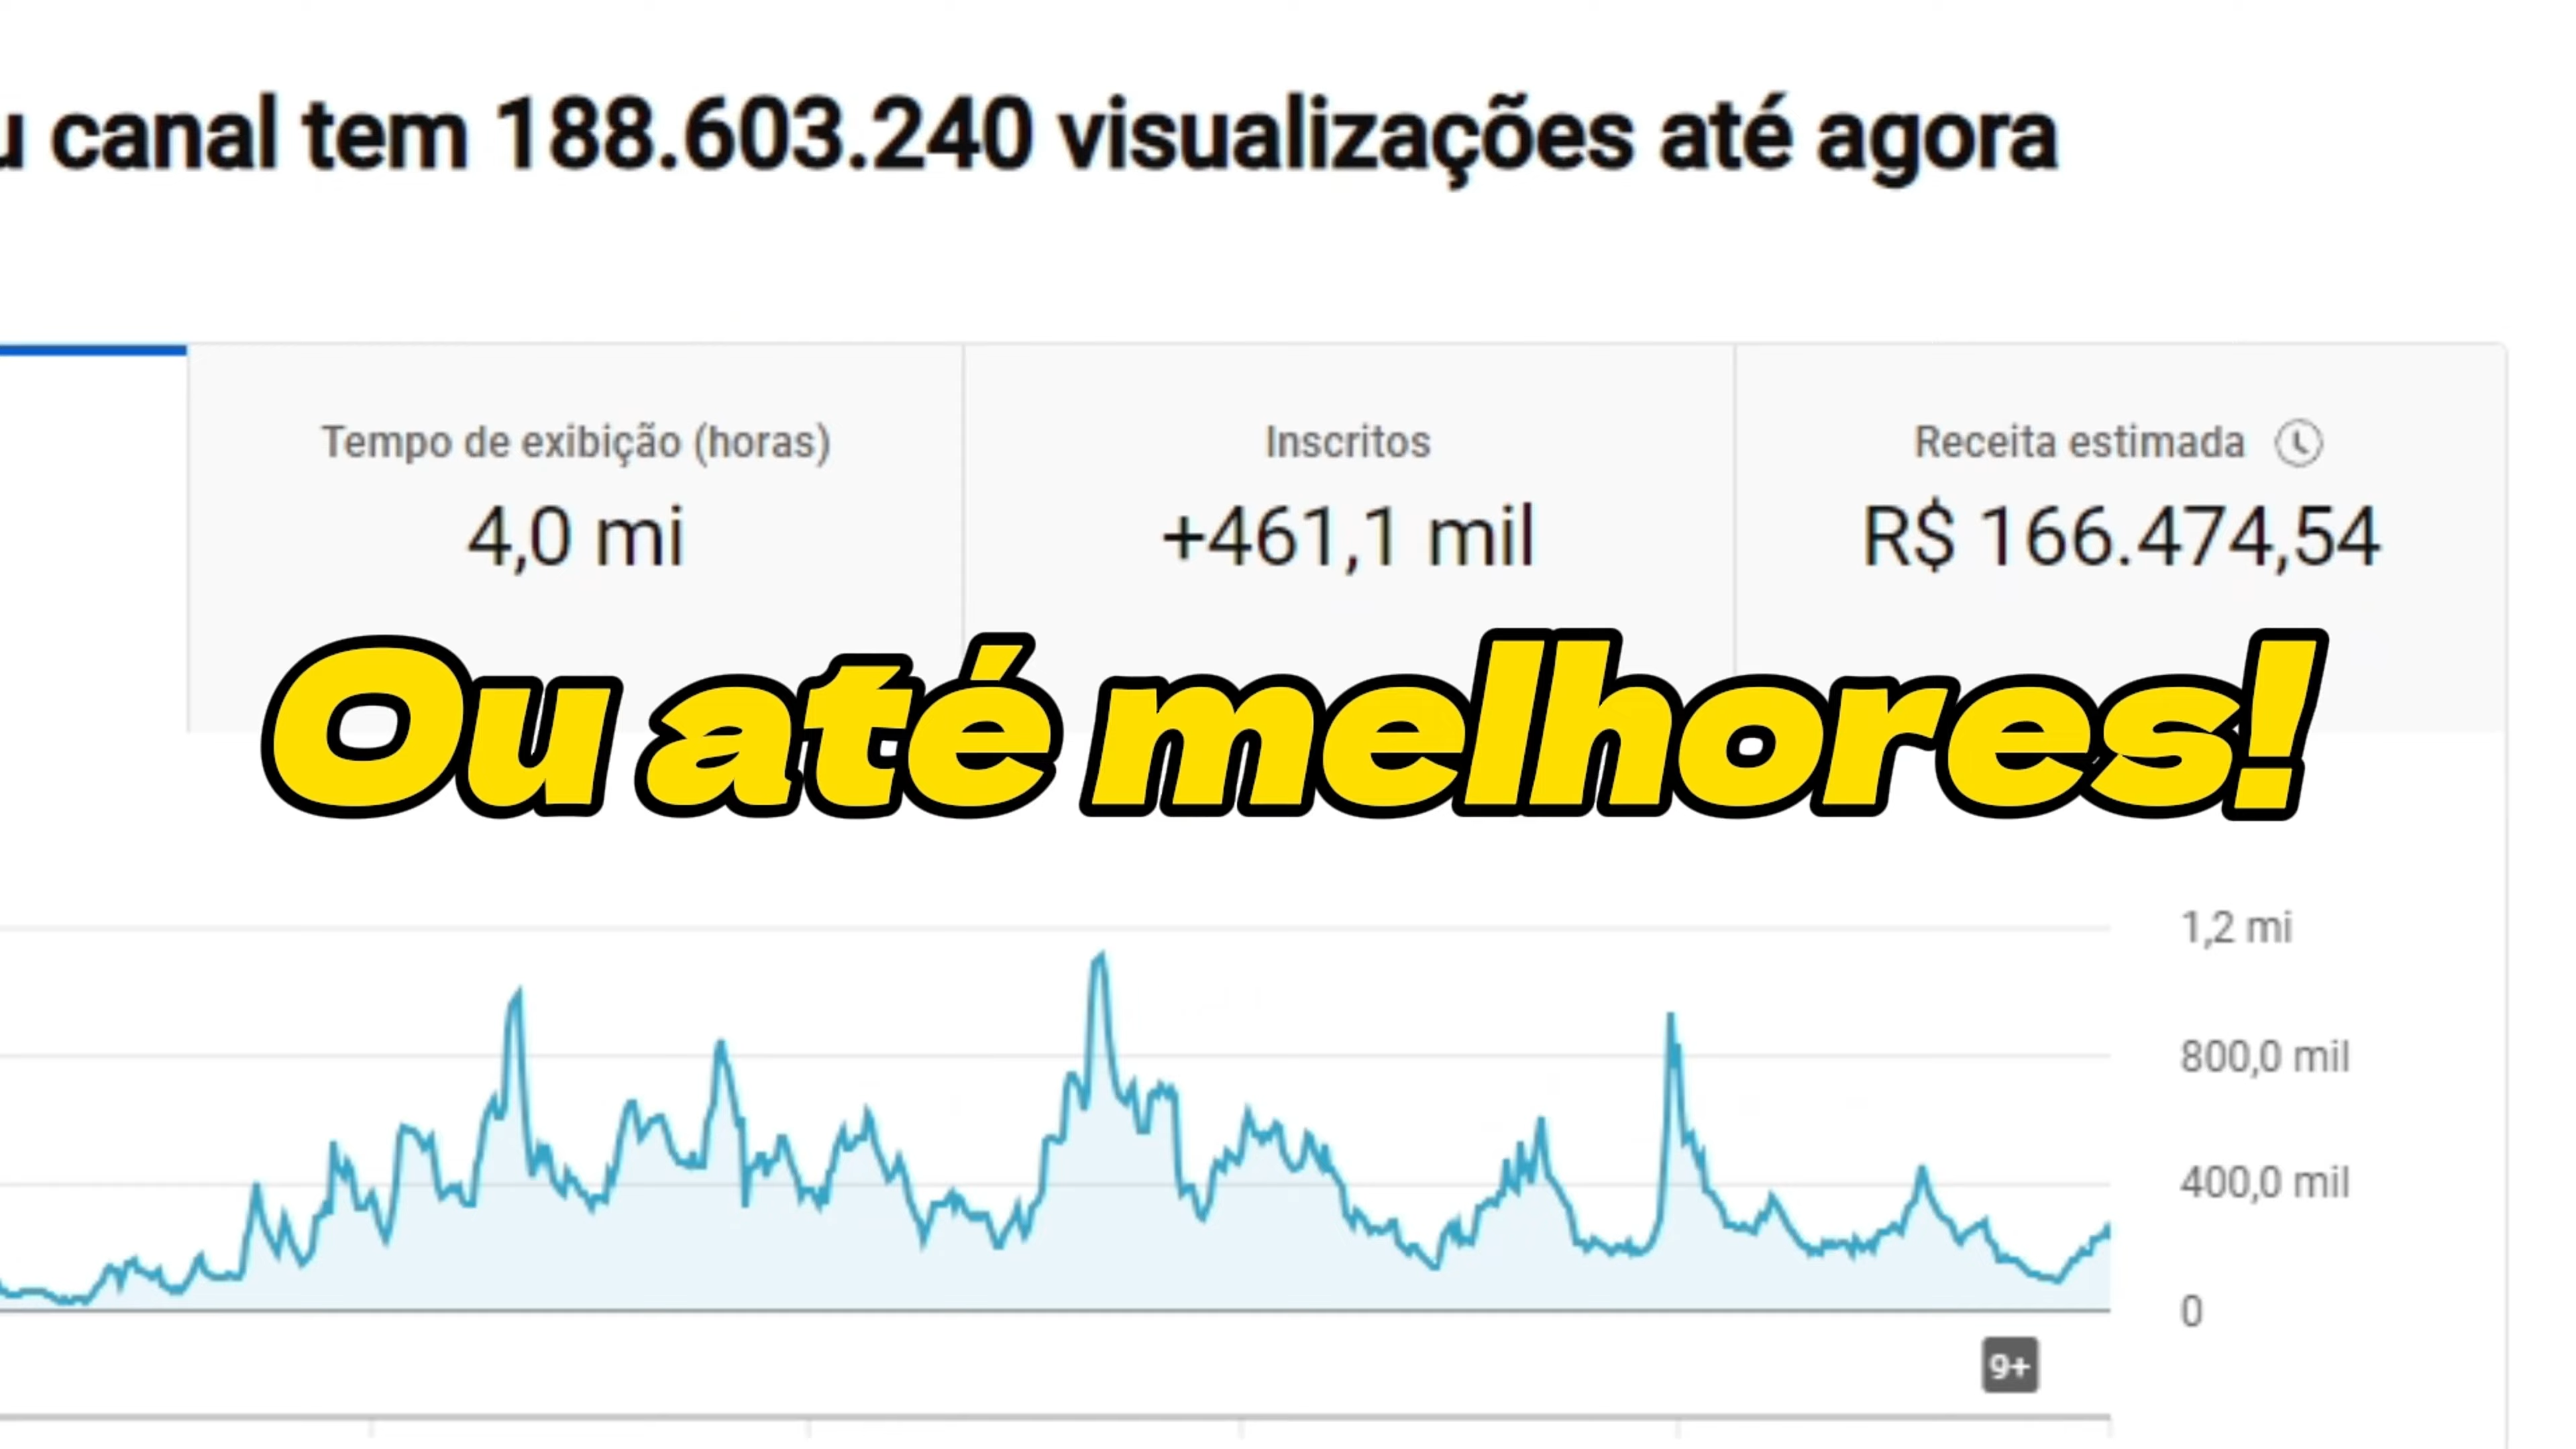 u canal tem 188.603.240 visualizações até agora
Tempo de exibição (horas)
4,0 mi
Inscritos
+461,1 mil
Receita estimada
R$ 166.474,54
Ou até melhores!
1,2 mi
800,0 mil
400,0 mil
0
9+